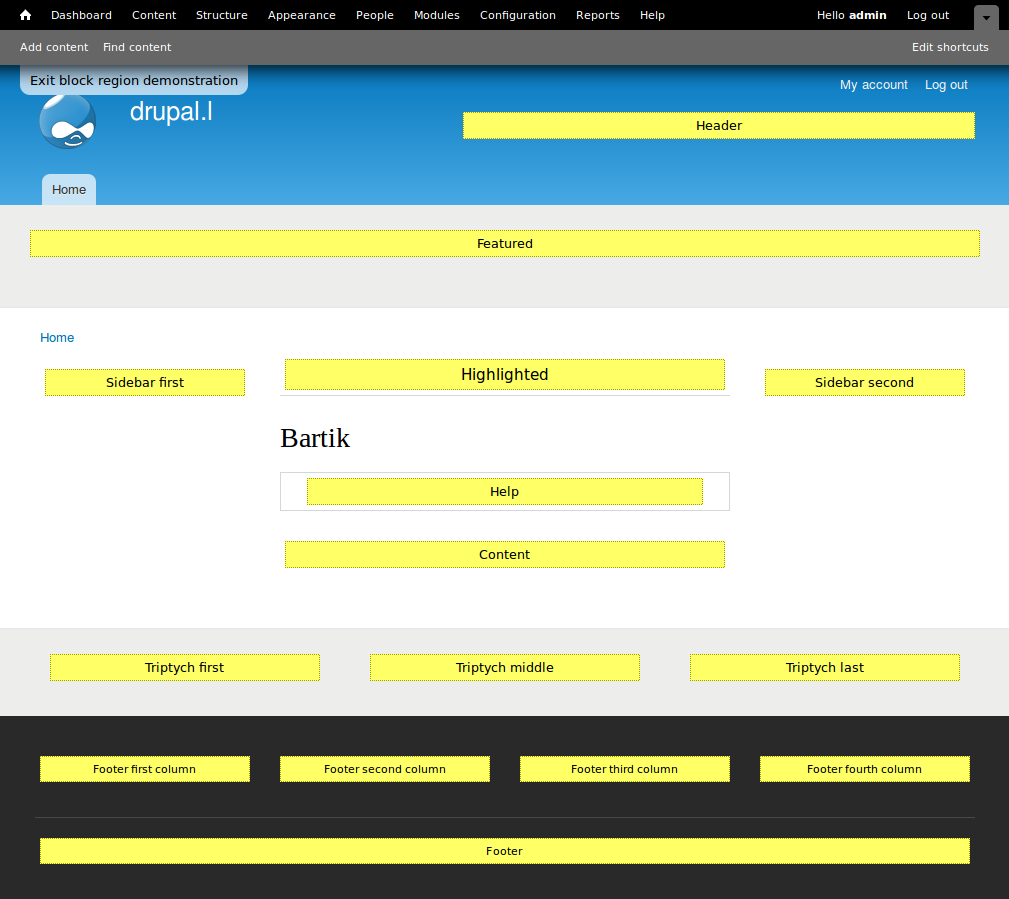 Dashboard Content Structure Appearance People Modules Configuration Reports Help Hello admin Log out
Add content Find content Edit shortcuts
Exit block region demonstration
My account Log out
drupal.l
Header
Home
Featured
Home
Sidebar first
Highlighted
Sidebar second
Bartik
Help
Content
Triptych first Triptych middle Triptych last
Footer first column Footer second column Footer third column Footer fourth column
Footer